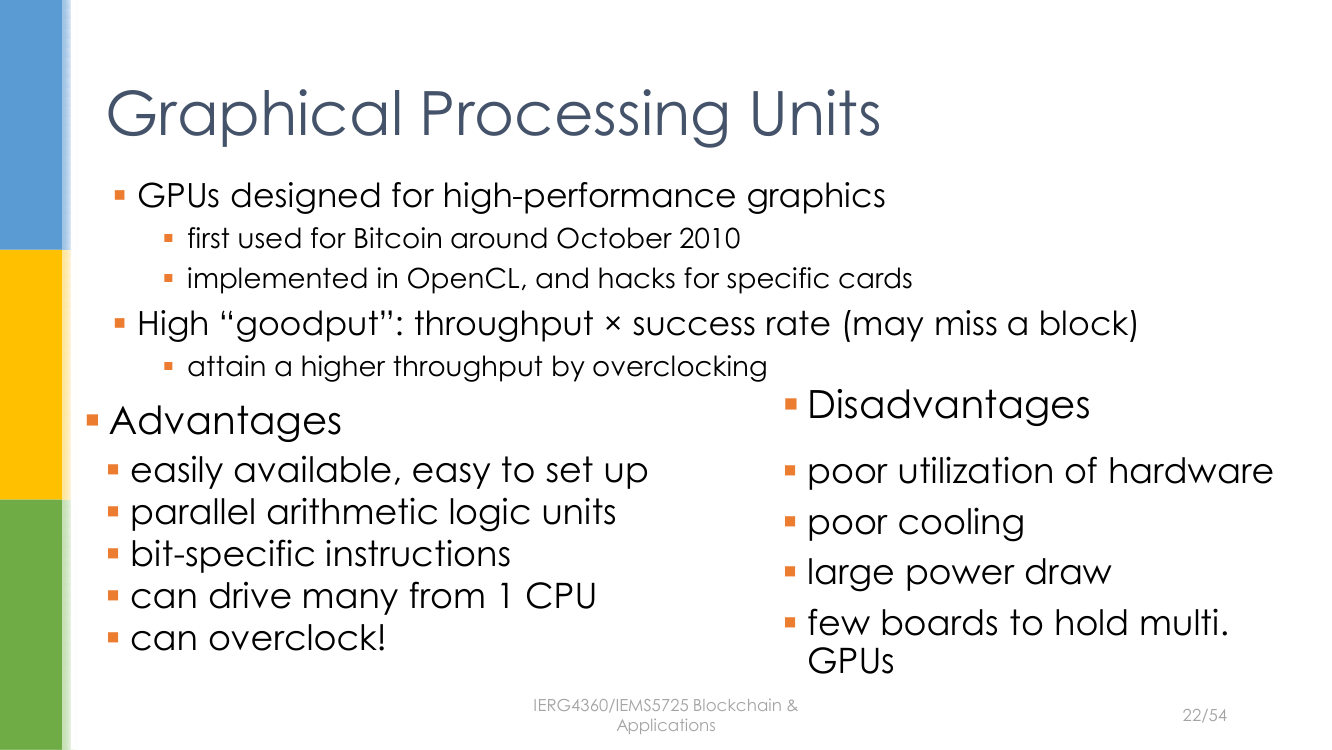 Graphical Processing Units
▪ GPUs designed for high-performance graphics
▪ first used for Bitcoin around October 2010
▪ implemented in OpenCL, and hacks for specific cards
▪ High “goodput”: throughput × success rate (may miss a block)
▪ attain a higher throughput by overclocking
▪ Advantages
▪ easily available, easy to set up
▪ parallel arithmetic logic units
▪ bit-specific instructions
▪ can drive many from 1 CPU
▪ can overclock!
▪ Disadvantages
▪ poor utilization of hardware
▪ poor cooling
▪ large power draw
▪ few boards to hold multi.
GPUs
IERG4360/IEMS5725 Blockchain &
Applications
22/54